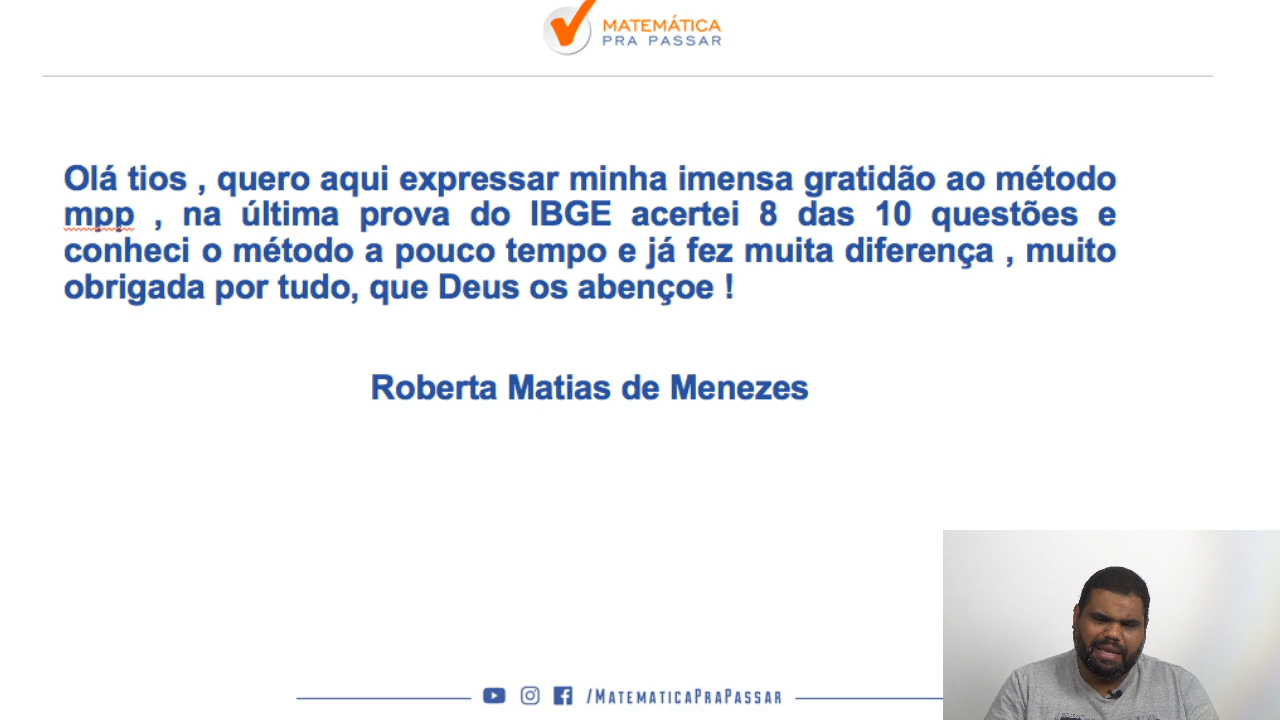 MATEMÁTICA
PRA PASSAR
Olá tios , quero aqui expressar minha imensa gratidão ao método
mpp , na última prova do IBGE acertei 8 das 10 questões e
conheci o método a pouco tempo e já fez muita diferença , muito
obrigada por tudo, que Deus os abençoe !
Roberta Matias de Menezes
/MATEMATICAPRAPASSAR